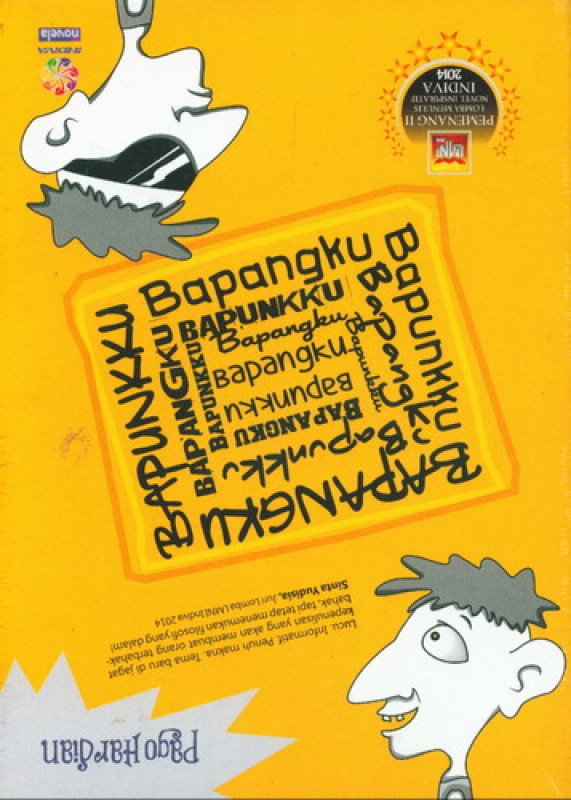 Pago Hardian
Lucu. Informatif. Penuh makna. Tema baru di jagat
kepenulisan yang akan membuat orang terbahak-
bahak, tapi tetap menemukan filosofi yang dalam!
Sinta Yudisia, Juri Lomba LMNI Indiva 2014
BAPANGKU
Bapunkku
BAPANGKU
bapunkku
bapangku
Bapangku
BAPUNKKU
Bapangku
BAPUNKKU
BAPANGKU
BAPUNKKU
Bapunkku
Bapangku
Bapunkku
LMNI
PEMENANG II
LOMBA MENULIS
NOVEL INSPIRATIF
INDIVA
2014
INDIVA
novela